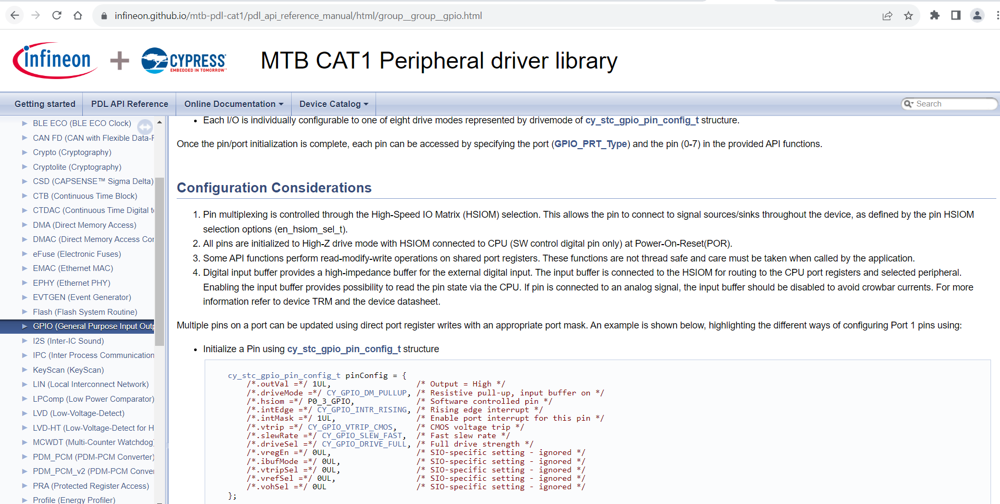 infineon.github.io/mtb-pdl-cat1/pdl_api_reference_manual/html/group__group__gpio.html
infineon + CYPRESS EMBEDDED IN TOMORROW™
MTB CAT1 Peripheral driver library
Getting started PDL API Reference Online Documentation Device Catalog Search
BLE ECO (BLE ECO Clock)
CAN FD (CAN with Flexible Data-
Crypto (Cryptography)
Cryptolite (Cryptography)
CSD (CAPSENSE™ Sigma Delta)
CTB (Continuous Time Block)
CTDAC (Continuous Time Digital t
DMA (Direct Memory Access)
DMAC (Direct Memory Access Co
eFuse (Electronic Fuses)
EMAC (Ethernet MAC)
EPHY (Ethernet PHY)
EVTGEN (Event Generator)
Flash (Flash System Routine)
GPIO (General Purpose Input Outp
I2S (Inter-IC Sound)
IPC (Inter Process Communication
KeyScan (KeyScan)
LIN (Local Interconnect Network)
LPComp (Low Power Comparator)
LVD (Low-Voltage-Detect)
LVD-HT (Low-Voltage-Detect for H
MCWDT (Multi-Counter Watchdog)
PDM_PCM (PDM-PCM Converter)
PDM_PCM_v2 (PDM-PCM Conver
PRA (Protected Register Access)
Profile (Energy Profiler)
• Each I/O is individually configurable to one of eight drive modes represented by drivemode of cy_stc_gpio_pin_config_t structure.
Once the pin/port initialization is complete, each pin can be accessed by specifying the port (GPIO_PRT_Type) and the pin (0-7) in the provided API functions.
Configuration Considerations
1. Pin multiplexing is controlled through the High-Speed IO Matrix (HSIOM) selection. This allows the pin to connect to signal sources/sinks throughout the device, as defined by the pin HSIOM
selection options (en_hsiom_sel_t).
2. All pins are initialized to High-Z drive mode with HSIOM connected to CPU (SW control digital pin only) at Power-On-Reset(POR).
3. Some API functions perform read-modify-write operations on shared port registers. These functions are not thread safe and care must be taken when called by the application.
4. Digital input buffer provides a high-impedance buffer for the external digital input. The input buffer is connected to the HSIOM for routing to the CPU port registers and selected peripheral.
Enabling the input buffer provides possibility to read the pin state via the CPU. If pin is connected to an analog signal, the input buffer should be disabled to avoid crowbar currents. For more
information refer to device TRM and the device datasheet.
Multiple pins on a port can be updated using direct port register writes with an appropriate port mask. An example is shown below, highlighting the different ways of configuring Port 1 pins using:
• Initialize a Pin using cy_stc_gpio_pin_config_t structure
cy_stc_gpio_pin_config_t pinConfig = {
/*.outVal =*/ 1UL, /* Output = High */
/*.driveMode =*/ CY_GPIO_DM_PULLUP, /* Resistive pull-up, input buffer on */
/*.hsiom =*/ P0_3_GPIO, /* Software controlled pin */
/*.intEdge =*/ CY_GPIO_INTR_RISING, /* Rising edge interrupt */
/*.intMask =*/ 1UL, /* Enable port interrupt for this pin */
/*.vtrip =*/ CY_GPIO_VTRIP_CMOS, /* CMOS voltage trip */
/*.slewRate =*/ CY_GPIO_SLEW_FAST, /* Fast slew rate */
/*.driveSel =*/ CY_GPIO_DRIVE_FULL, /* Full drive strength */
/*.vregEn =*/ 0UL, /* SIO-specific setting - ignored */
/*.ibufMode =*/ 0UL, /* SIO-specific setting - ignored */
/*.vtripSel =*/ 0UL, /* SIO-specific setting - ignored */
/*.vrefSel =*/ 0UL, /* SIO-specific setting - ignored */
/*.vohSel =*/ 0UL /* SIO-specific setting - ignored */
};